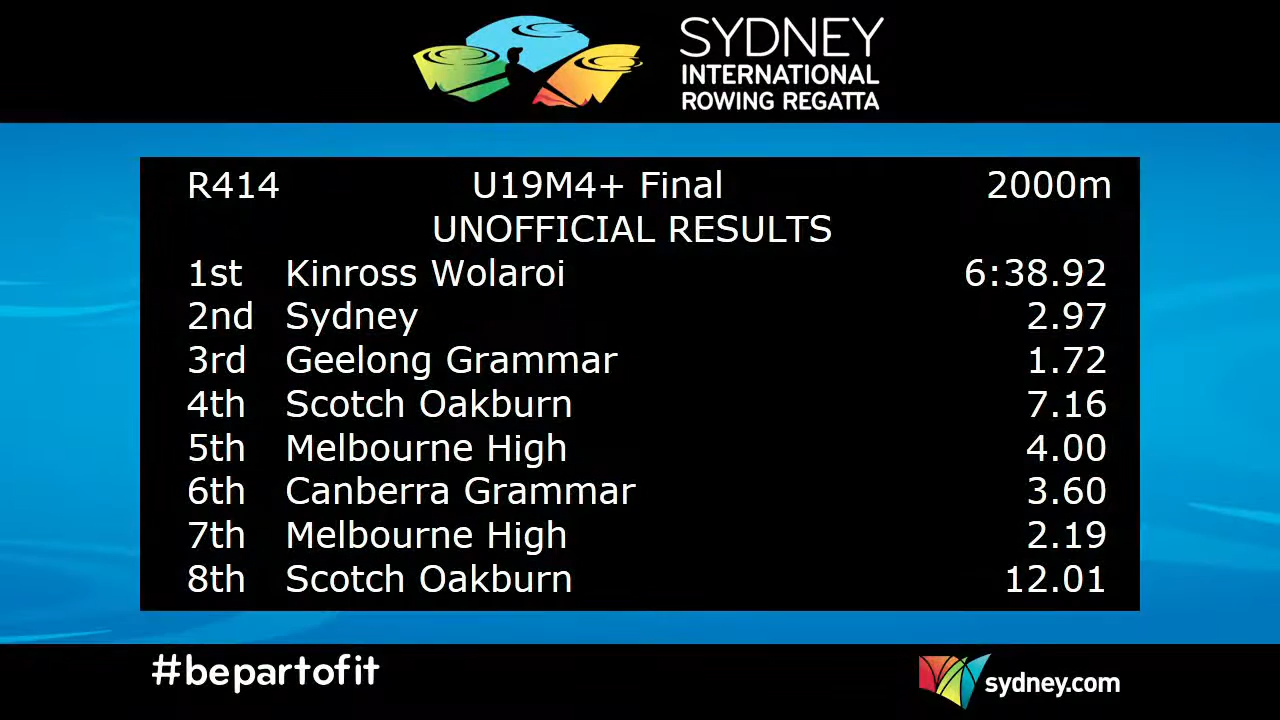 SYDNEY
INTERNATIONAL
ROWING REGATTA
R414 U19M4+ Final 2000m
UNOFFICIAL RESULTS
1st Kinross Wolaroi 6:38.92
2nd Sydney 2.97
3rd Geelong Grammar 1.72
4th Scotch Oakburn 7.16
5th Melbourne High 4.00
6th Canberra Grammar 3.60
7th Melbourne High 2.19
8th Scotch Oakburn 12.01
#bepartofit
sydney.com